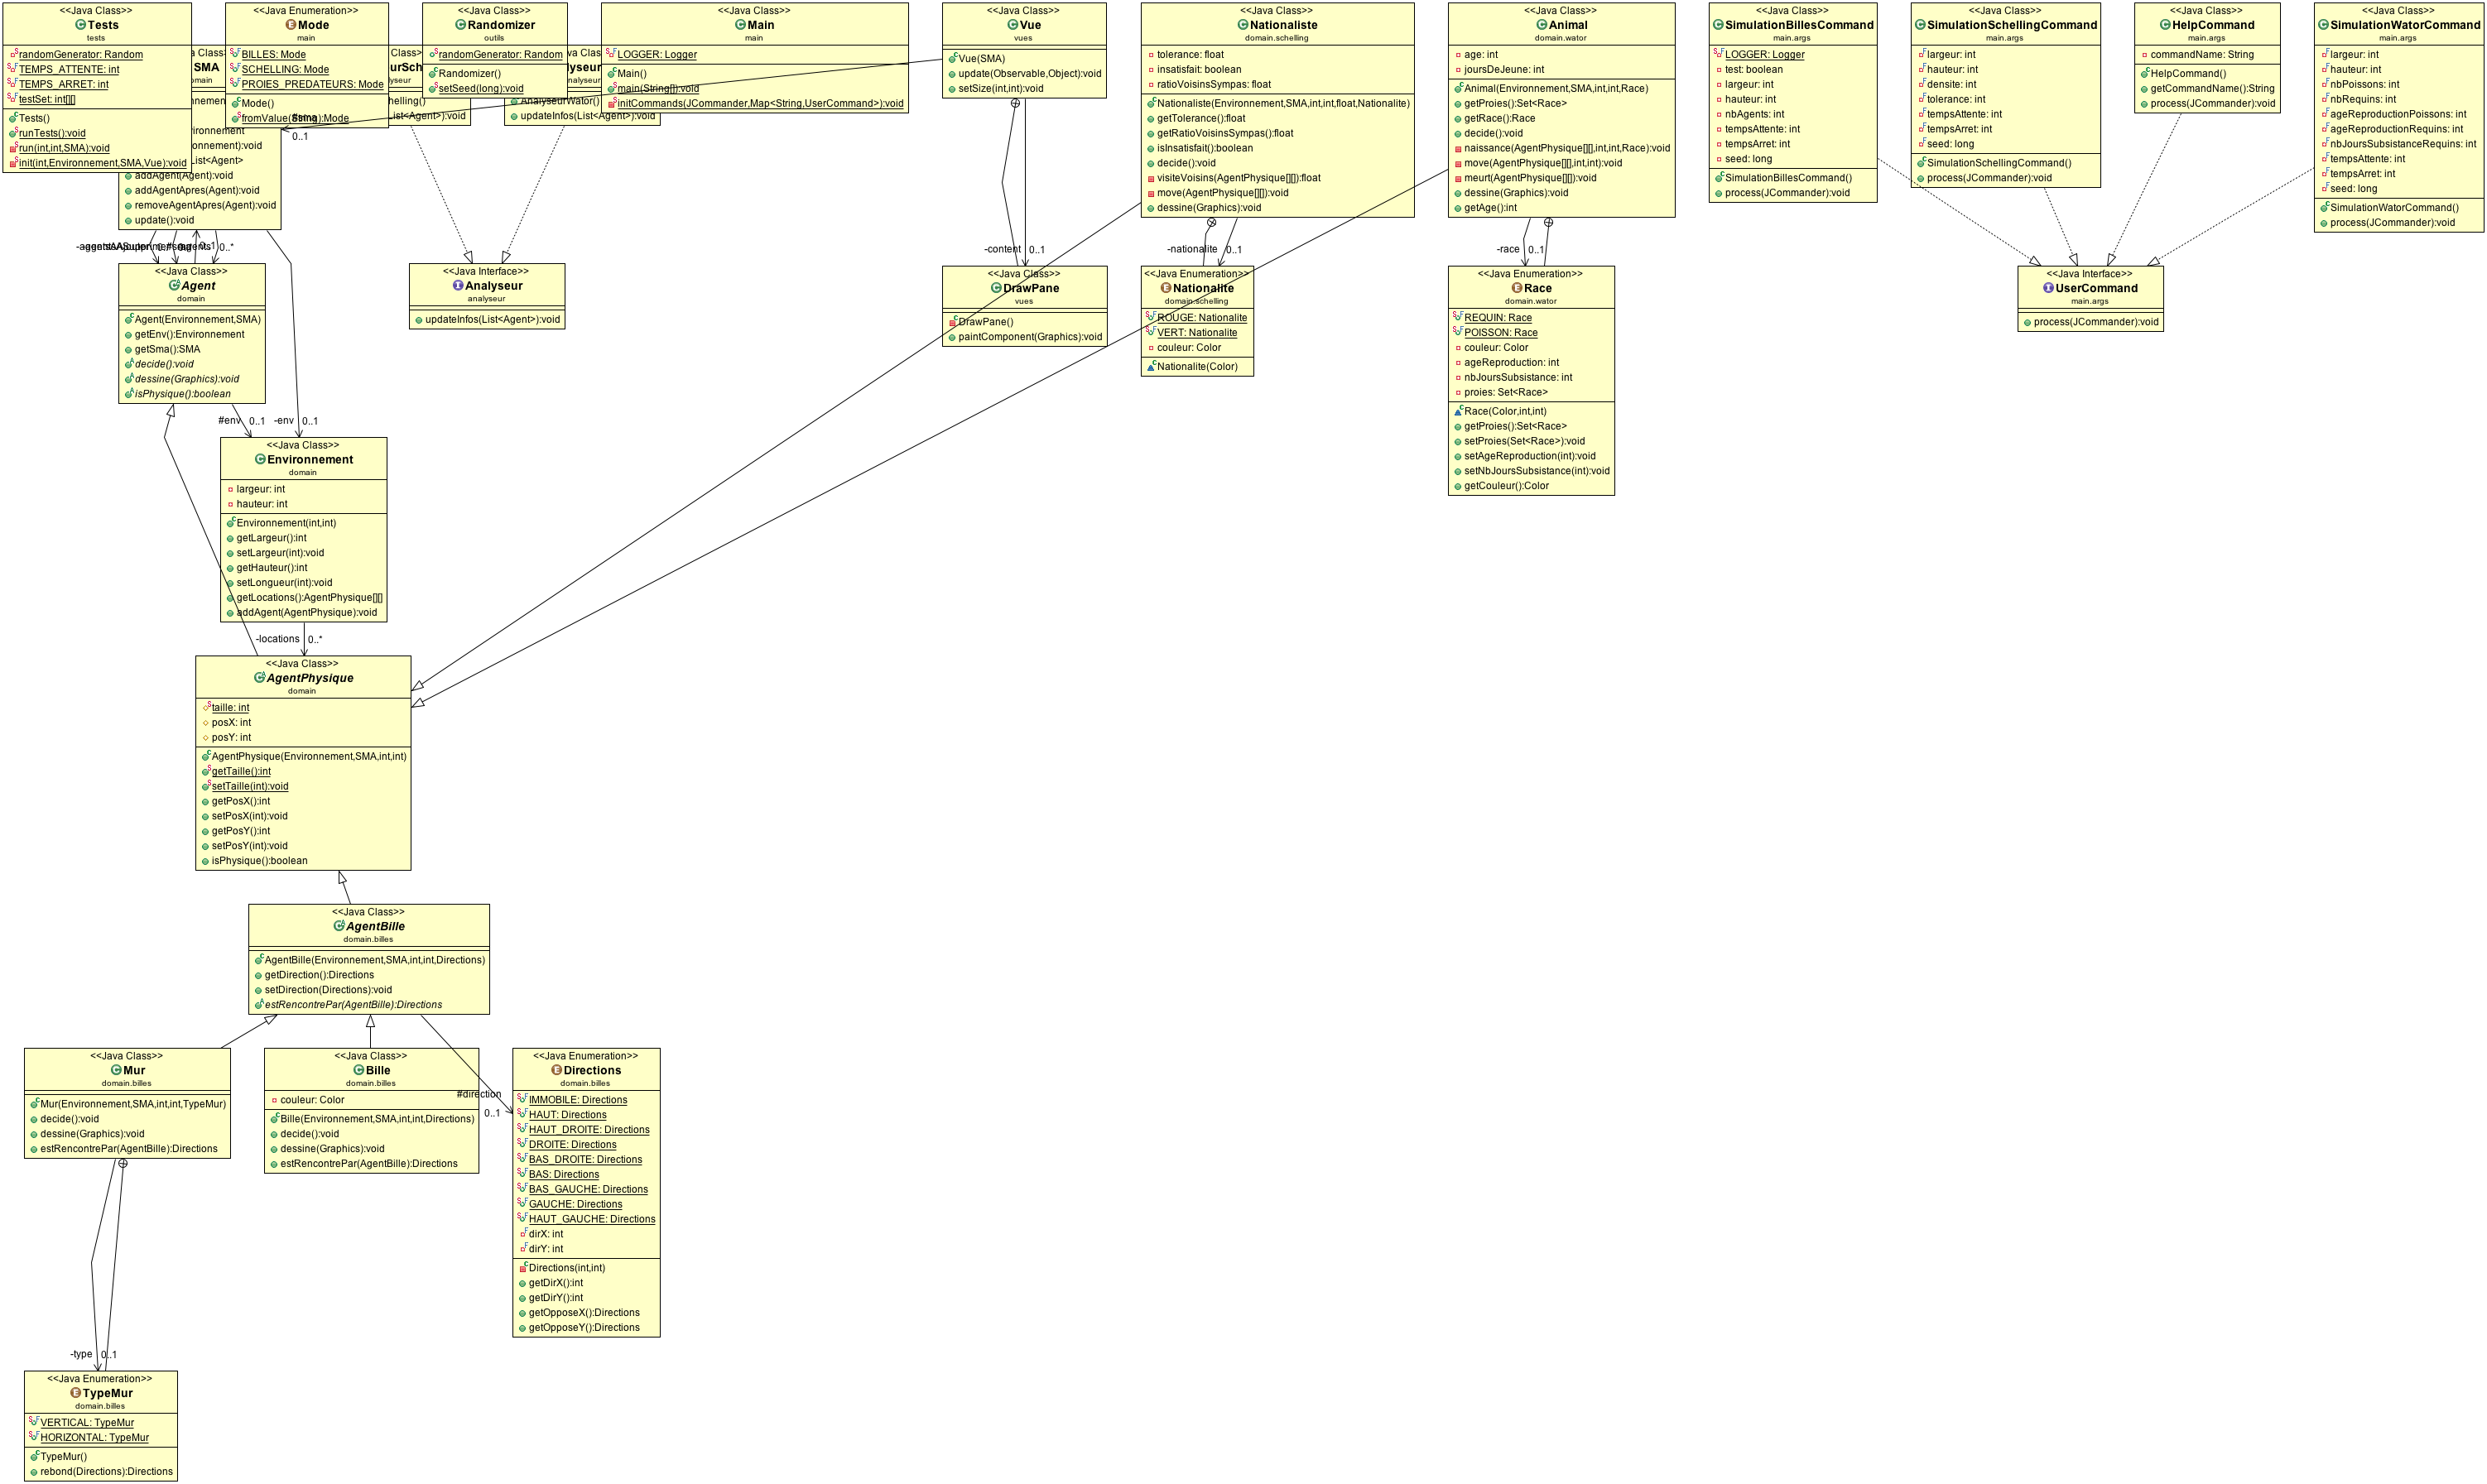 <<Java Class>>
Tests
tests
randomGenerator: Random
TEMPS_ATTENTE: int
TEMPS_ARRET: int
testSet: int[][]
Tests()
runTests():void
run(int,int,SMA):void
init(int,Environnement,SMA,Vue):void
SMA
List<Agent>
addAgent(Agent):void
addAgentApres(Agent):void
removeAgentApres(Agent):void
update():void
<<Java Enumeration>>
Mode
main
BILLES: Mode
SCHELLING: Mode
PROIES_PREDATEURS: Mode
Mode()
fromValue(String):Mode
0..1
<<Java Class>>
Randomizer
outils
randomGenerator: Random
Randomizer()
setSeed(long):void
AnalyseurWator()
updateInfos(List<Agent>):void
<<Java Class>>
Main
main
LOGGER: Logger
Main()
main(String[]):void
initCommands(JCommander,Map<String,UserCommand>):void
<<Java Class>>
Vue
vues
Vue(SMA)
update(Observable,Object):void
setSize(int,int):void
<<Java Class>>
Nationaliste
domain.schelling
tolerance: float
insatisfait: boolean
ratioVoisinsSympas: float
Nationaliste(Environnement,SMA,int,int,float,Nationalite)
getTolerance():float
getRatioVoisinsSympas():float
isInsatisfait():boolean
decide():void
visiteVoisins(AgentPhysique[][]):float
move(AgentPhysique[][]):void
dessine(Graphics):void
<<Java Class>>
Animal
domain.wator
age: int
joursDeJeune: int
Animal(Environnement,SMA,int,int,Race)
getProies():Set<Race>
getRace():Race
decide():void
naissance(AgentPhysique[][],int,int,Race):void
move(AgentPhysique[][],int,int):void
meurt(AgentPhysique[][]):void
dessine(Graphics):void
getAge():int
<<Java Class>>
SimulationBillesCommand
main.args
LOGGER: Logger
test: boolean
largeur: int
hauteur: int
nbAgents: int
tempsAttente: int
tempsArret: int
seed: long
SimulationBillesCommand()
process(JCommander):void
<<Java Class>>
SimulationSchellingCommand
main.args
largeur: int
hauteur: int
densite: int
tolerance: int
tempsAttente: int
tempsArret: int
seed: long
SimulationSchellingCommand()
process(JCommander):void
<<Java Class>>
HelpCommand
main.args
commandName: String
HelpCommand()
getCommandName():String
process(JCommander):void
<<Java Class>>
SimulationWatorCommand
main.args
largeur: int
hauteur: int
nbPoissons: int
nbRequins: int
ageReproductionPoissons: int
ageReproductionRequins: int
nbJoursSubsistanceRequins: int
tempsAttente: int
tempsArret: int
seed: long
SimulationWatorCommand()
process(JCommander):void
0..1
0..*
<<Java Class>>
Agent
domain
Agent(Environnement,SMA)
getEnv():Environnement
getSma():SMA
decide():void
dessine(Graphics):void
isPhysique():boolean
<<Java Interface>>
Analyseur
analyseur
updateInfos(List<Agent>):void
-content 0..1
<<Java Class>>
DrawPane
vues
DrawPane()
paintComponent(Graphics):void
-nationalite 0..1
<<Java Enumeration>>
Nationalite
domain.schelling
ROUGE: Nationalite
VERT: Nationalite
couleur: Color
Nationalite(Color)
-race 0..1
<<Java Enumeration>>
Race
domain.wator
REQUIN: Race
POISSON: Race
couleur: Color
ageReproduction: int
nbJoursSubsistance: int
proies: Set<Race>
Race(Color,int,int)
getProies():Set<Race>
setProies(Set<Race>):void
setAgeReproduction(int):void
setNbJoursSubsistance(int):void
getCouleur():Color
<<Java Interface>>
UserCommand
main.args
process(JCommander):void
#env 0..1
-env 0..1
<<Java Class>>
Environnement
domain
largeur: int
hauteur: int
Environnement(int,int)
getLargeur():int
setLargeur(int):void
getHauteur():int
setLongueur(int):void
getLocations():AgentPhysique[][]
addAgent(AgentPhysique):void
-locations 0..*
<<Java Class>>
AgentPhysique
domain
taille: int
posX: int
posY: int
AgentPhysique(Environnement,SMA,int,int)
getTaille():int
setTaille(int):void
getPosX():int
setPosX(int):void
getPosY():int
setPosY(int):void
isPhysique():boolean
<<Java Class>>
AgentBille
domain.billes
AgentBille(Environnement,SMA,int,int,Directions)
getDirection():Directions
setDirection(Directions):void
estRencontrePar(AgentBille):Directions
<<Java Class>>
Mur
domain.billes
Mur(Environnement,SMA,int,int,TypeMur)
decide():void
dessine(Graphics):void
estRencontrePar(AgentBille):Directions
<<Java Class>>
Bille
domain.billes
couleur: Color
Bille(Environnement,SMA,int,int,Directions)
decide():void
dessine(Graphics):void
estRencontrePar(AgentBille):Directions
#direction
0..1
<<Java Enumeration>>
Directions
domain.billes
IMMOBILE: Directions
HAUT: Directions
HAUT_DROITE: Directions
DROITE: Directions
BAS_DROITE: Directions
BAS: Directions
BAS_GAUCHE: Directions
GAUCHE: Directions
HAUT_GAUCHE: Directions
dirX: int
dirY: int
Directions(int,int)
getDirX():int
getDirY():int
getOpposeX():Directions
getOpposeY():Directions
-type 0..1
<<Java Enumeration>>
TypeMur
domain.billes
VERTICAL: TypeMur
HORIZONTAL: TypeMur
TypeMur()
rebond(Directions):Directions